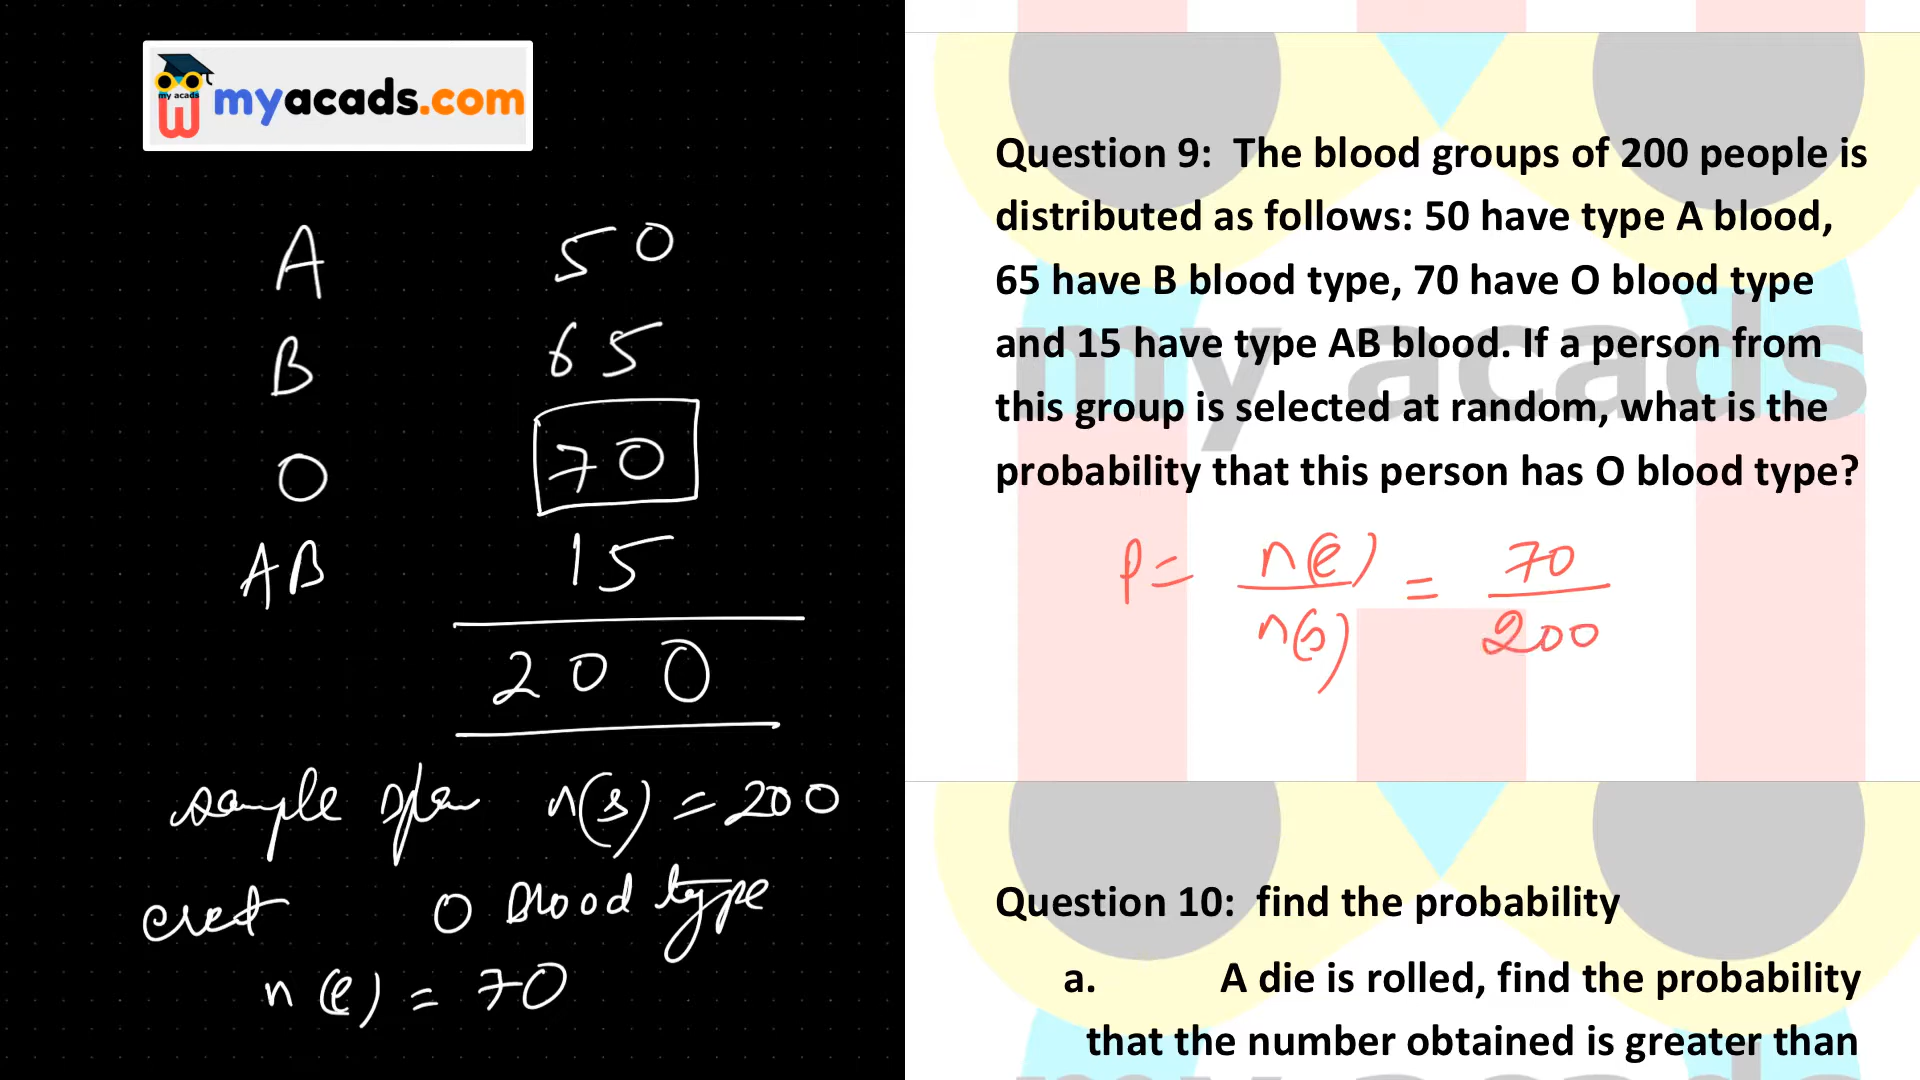 my acads
myacads.com
A 50
B 65
O 70
AB 15
200
sample n(s) = 200
O Blood type
n(e) = 70
Question 9: The blood groups of 200 people is
distributed as follows: 50 have type A blood,
65 have B blood type, 70 have O blood type
and 15 have type AB blood. If a person from
this group is selected at random, what is the
probability that this person has O blood type?
P = n(e)/n(s) = 70/200
my acads
Question 10: find the probability
a. A die is rolled, find the probability
that the number obtained is greater than